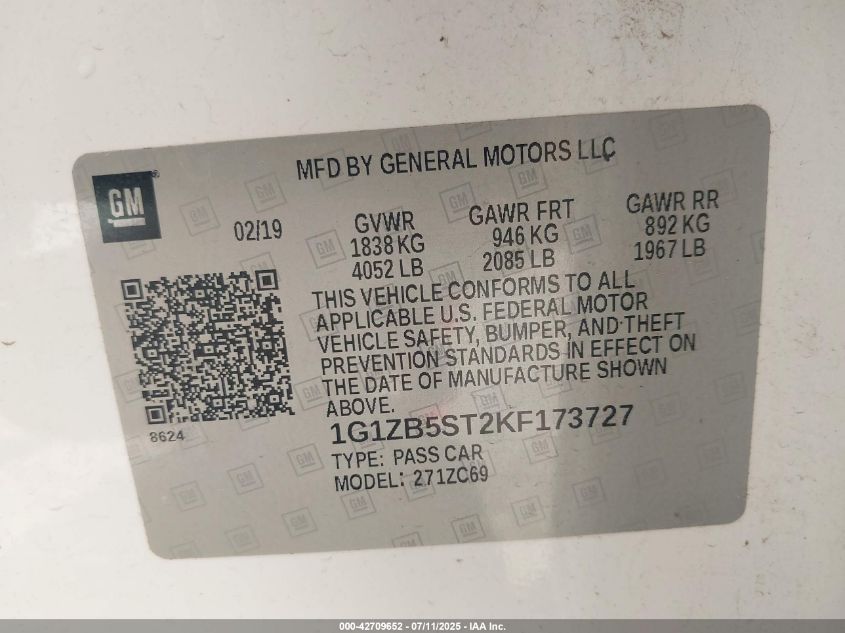 MFD BY GENERAL MOTORS LLC
GM
®
02/19
GVWR
1838 KG
4052 LB
GAWR FRT
946 KG
2085 LB
GAWR RR
892 KG
1967 LB
THIS VEHICLE CONFORMS TO ALL
APPLICABLE U.S. FEDERAL MOTOR
VEHICLE SAFETY, BUMPER, AND THEFT
PREVENTION STANDARDS IN EFFECT ON
THE DATE OF MANUFACTURE SHOWN
ABOVE.
8624
1G1ZB5ST2KF173727
TYPE: PASS CAR
MODEL: 271ZC69
000-42709652 - 07/11/2025 - IAA Inc.